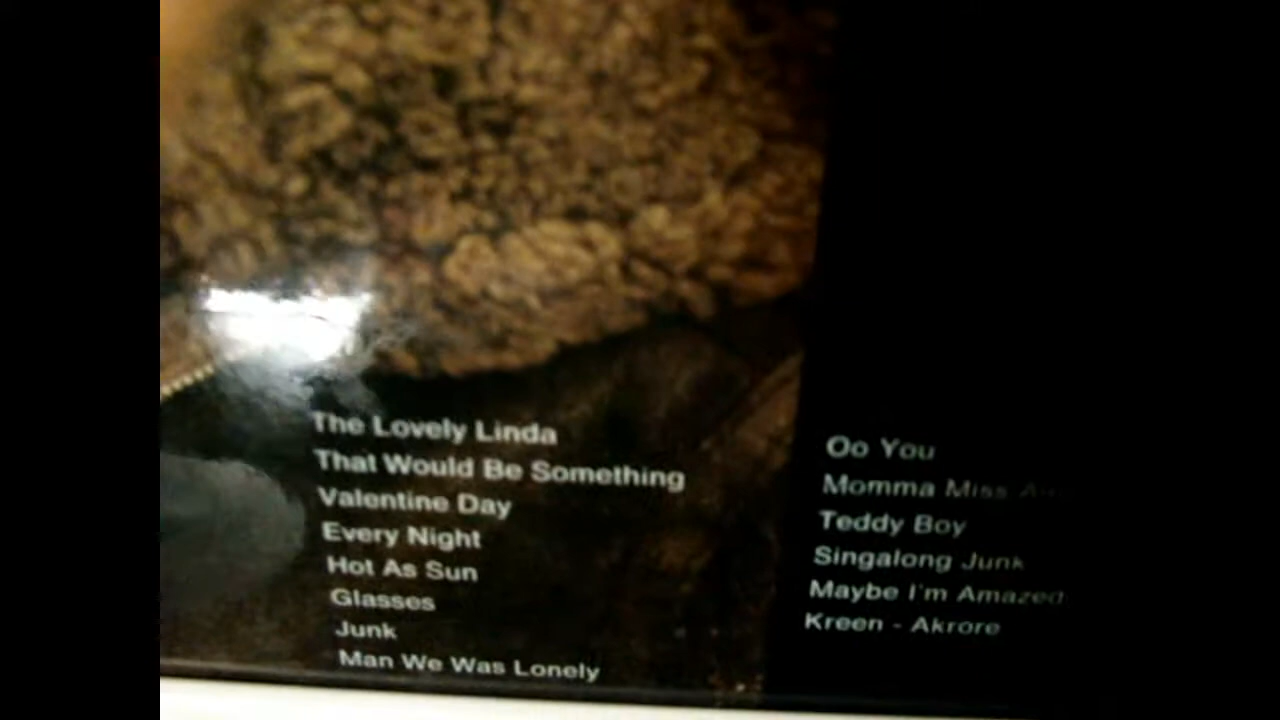 The Lovely Linda
That Would Be Something
Valentine Day
Every Night
Hot As Sun
Glasses
Junk
Man We Was Lonely
Oo You
Momma Miss
Teddy Boy
Singalong Junk
Maybe I'm Amazed
Kreen - Akrore